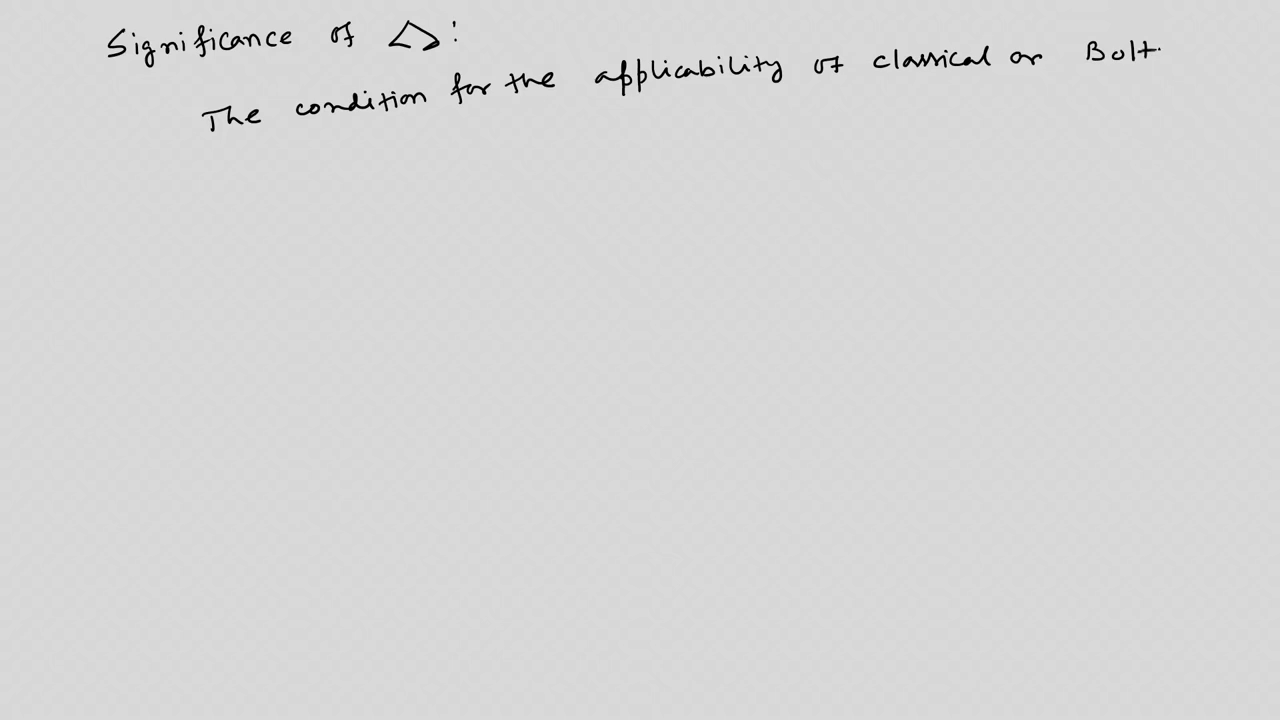 Significance of △:
The condition for the applicability of classical or Bolt